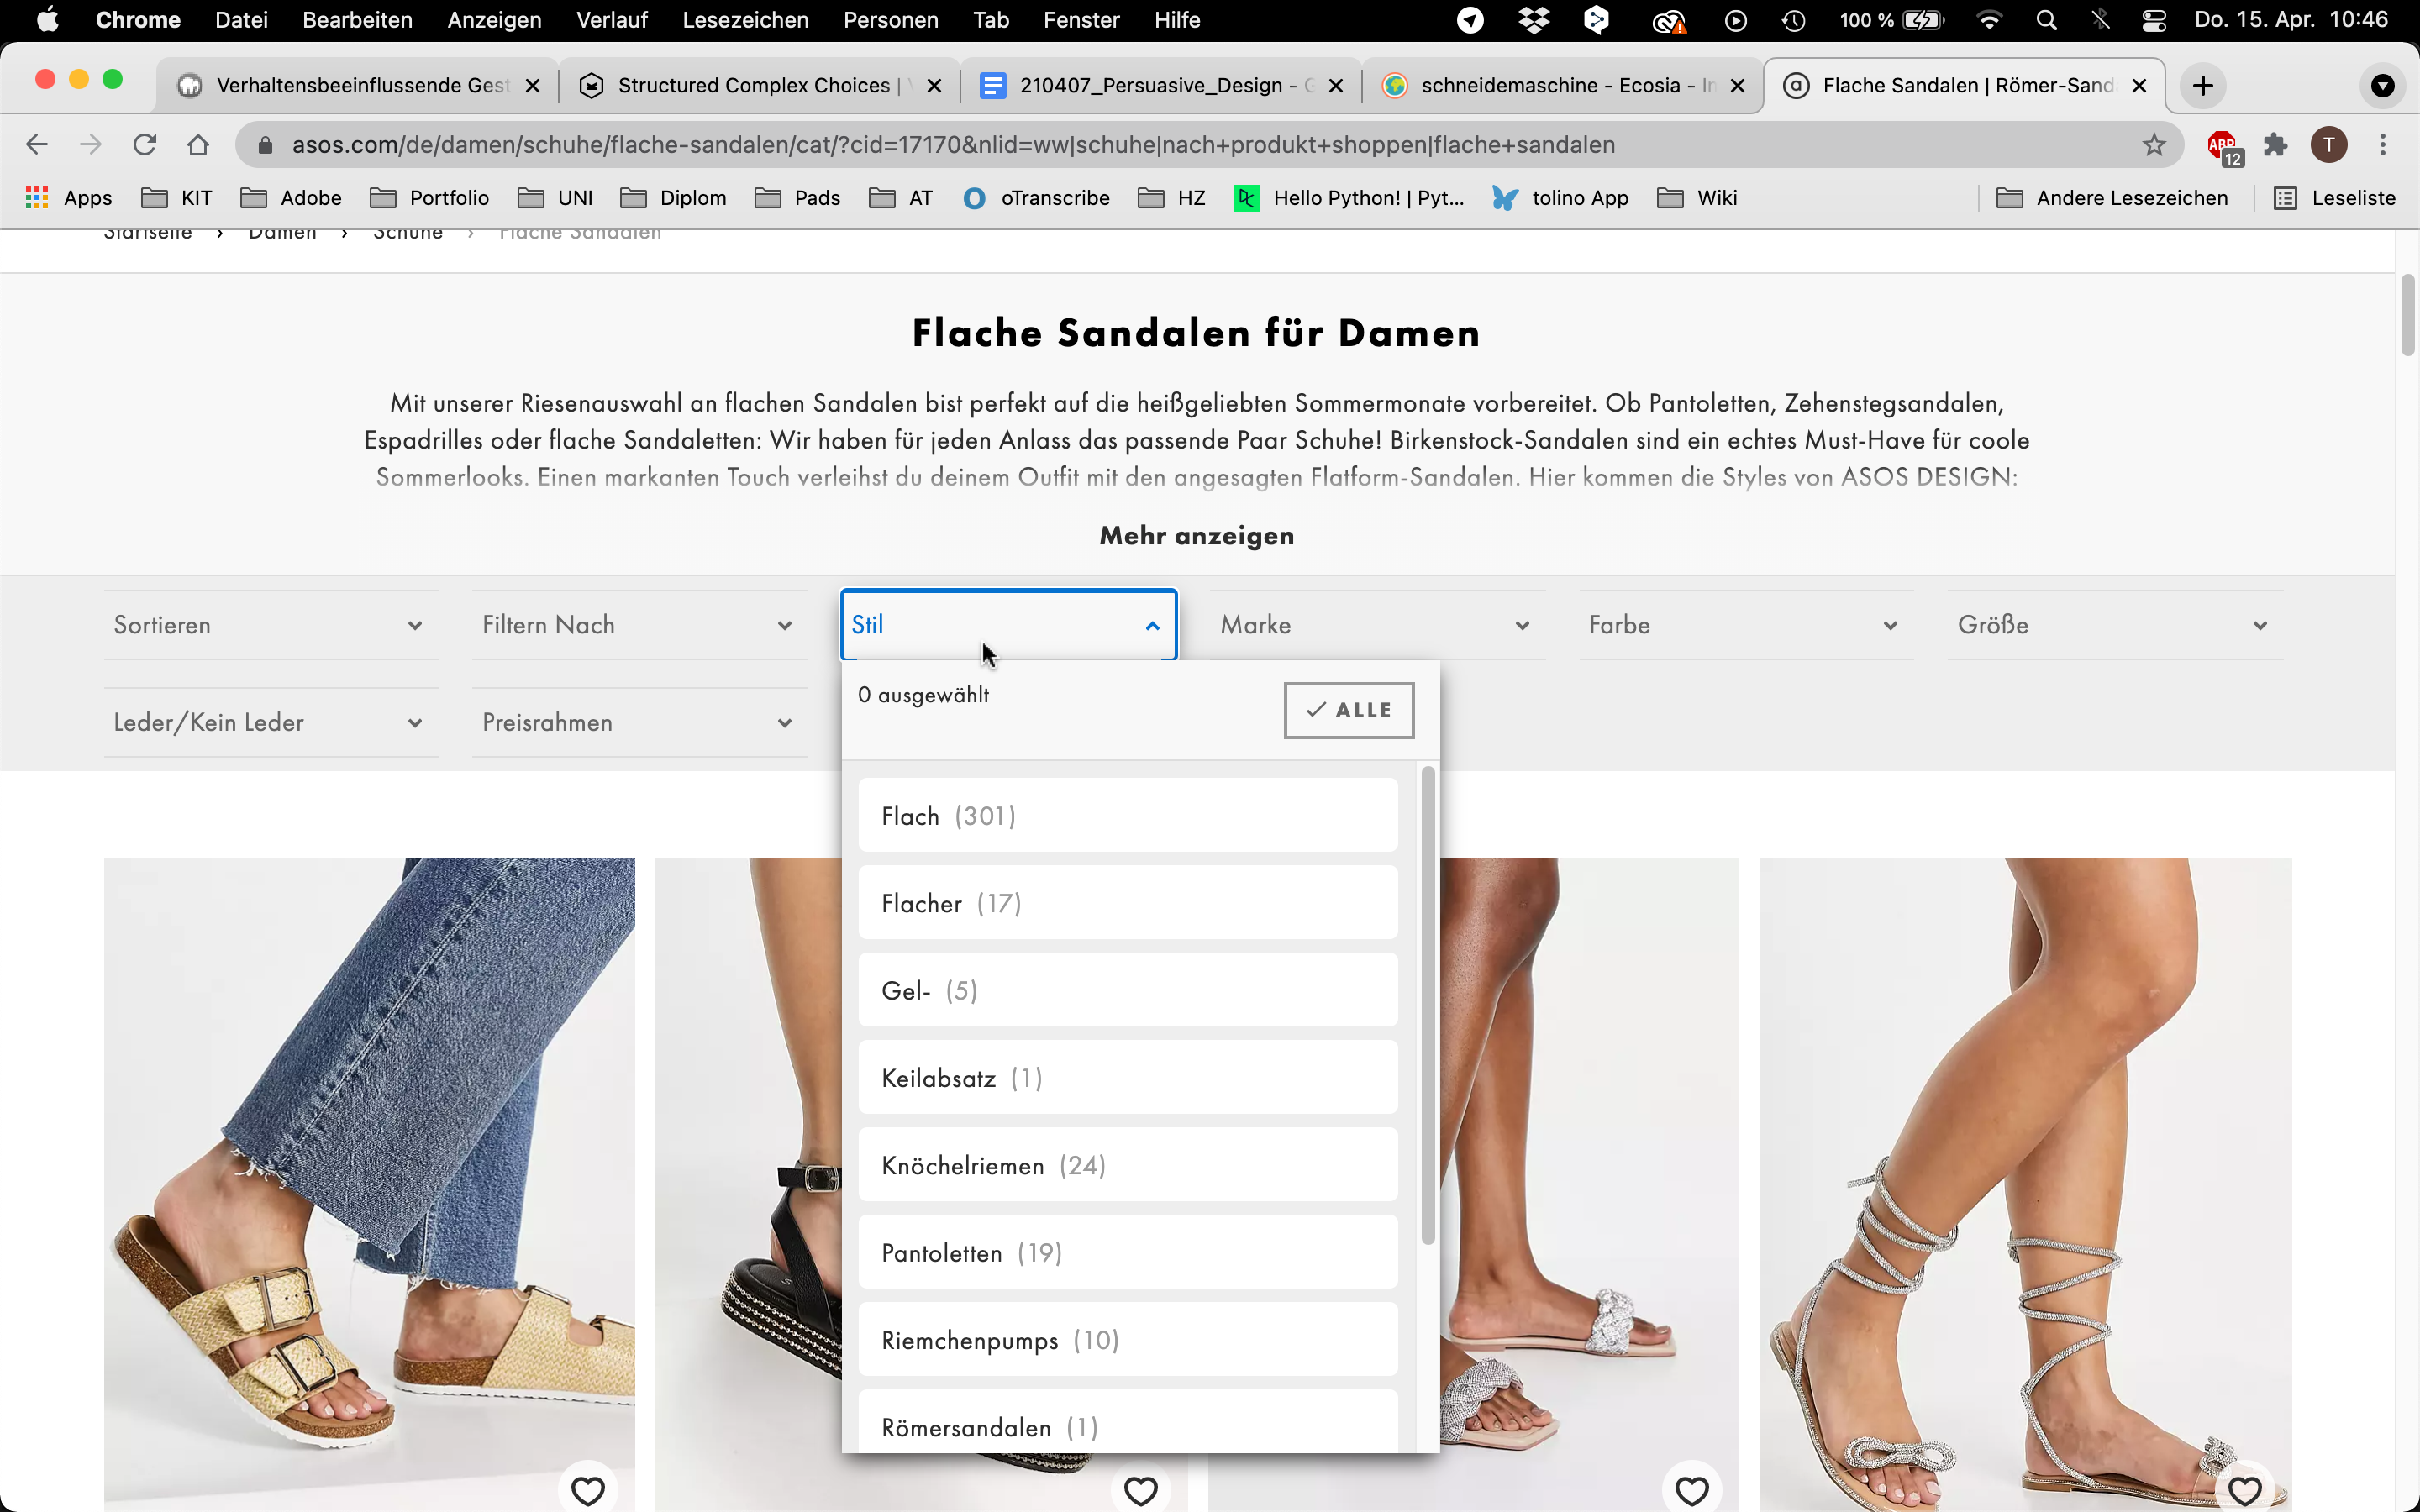 Chrome Datei Bearbeiten Anzeigen Verlauf Lesezeichen Personen Tab Fenster Hilfe 100 % Do. 15. Apr. 10:46
Verhaltensbeeinflussende Gest Structured Complex Choices | 210407_Persuasive_Design - schneidemaschine - Ecosia - Flache Sandalen | Römer-Sand
asos.com/de/damen/schuhe/flache-sandalen/cat/?cid=17170&nlid=ww|schuhe|nach+produkt+shoppen|flache+sandalen ABP 12 T
Apps KIT Adobe Portfolio UNI Diplom Pads AT oTranscribe HZ Hello Python! | Pyt... tolino App Wiki Andere Lesezeichen Leseliste
Startseite › Damen › Schuhe › Flache Sandalen
Flache Sandalen für Damen
Mit unserer Riesenauswahl an flachen Sandalen bist perfekt auf die heißgeliebten Sommermonate vorbereitet. Ob Pantoletten, Zehenstegsandalen,
Espadrilles oder flache Sandaletten: Wir haben für jeden Anlass das passende Paar Schuhe! Birkenstock-Sandalen sind ein echtes Must-Have für coole
Sommerlooks. Einen markanten Touch verleihst du deinem Outfit mit den angesagten Flatform-Sandalen. Hier kommen die Styles von ASOS DESIGN:
Mehr anzeigen
Sortieren Filtern Nach Stil Marke Farbe Größe
Leder/Kein Leder Preisrahmen
0 ausgewählt ALLE
Flach (301)
Flacher (17)
Gel- (5)
Keilabsatz (1)
Knöchelriemen (24)
Pantoletten (19)
Riemchenpumps (10)
Römersandalen (1)